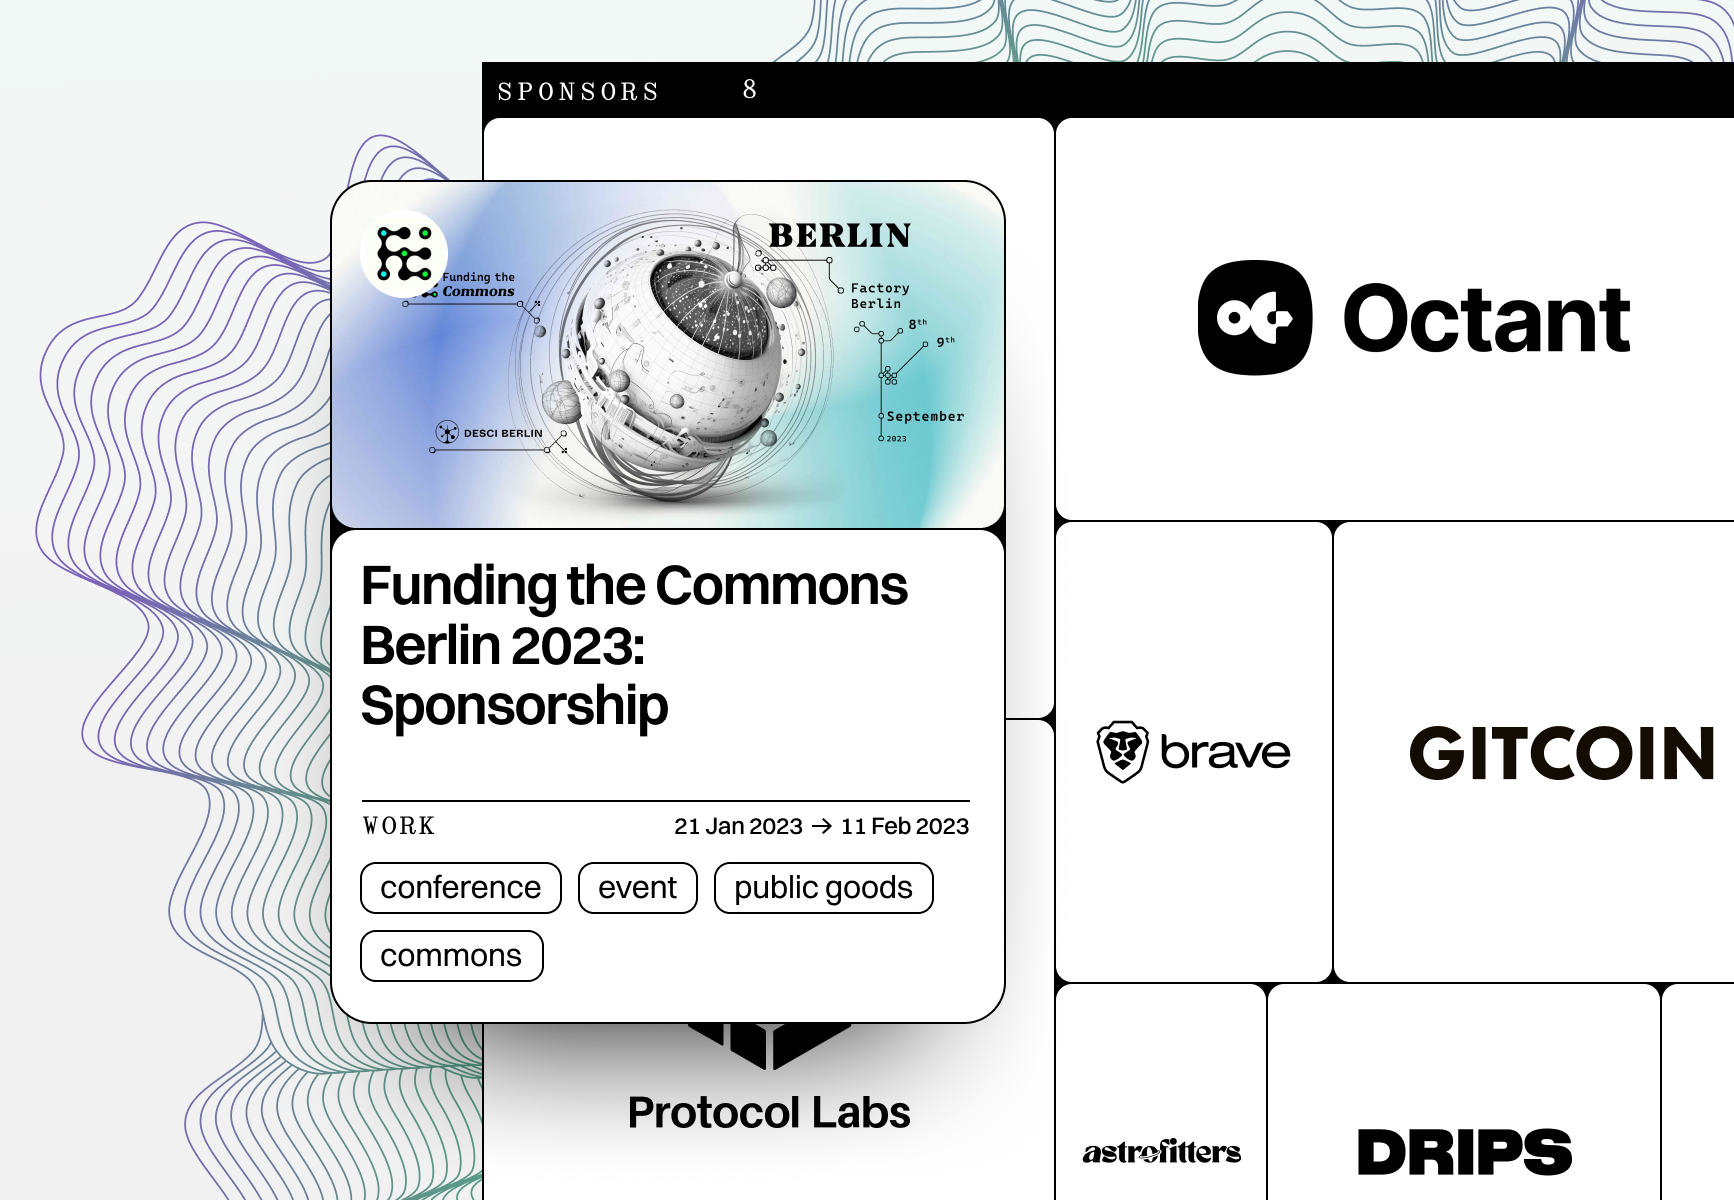 SPONSORS 8
Funding the
Commons
BERLIN
Factory
Berlin
8th
9th
September
2023
DESCI BERLIN
Funding the Commons
Berlin 2023:
Sponsorship
WORK
21 Jan 2023 → 11 Feb 2023
conference
event
public goods
commons
Octant
brave
GITCOIN
Protocol Labs
astrofitters
DRIPS